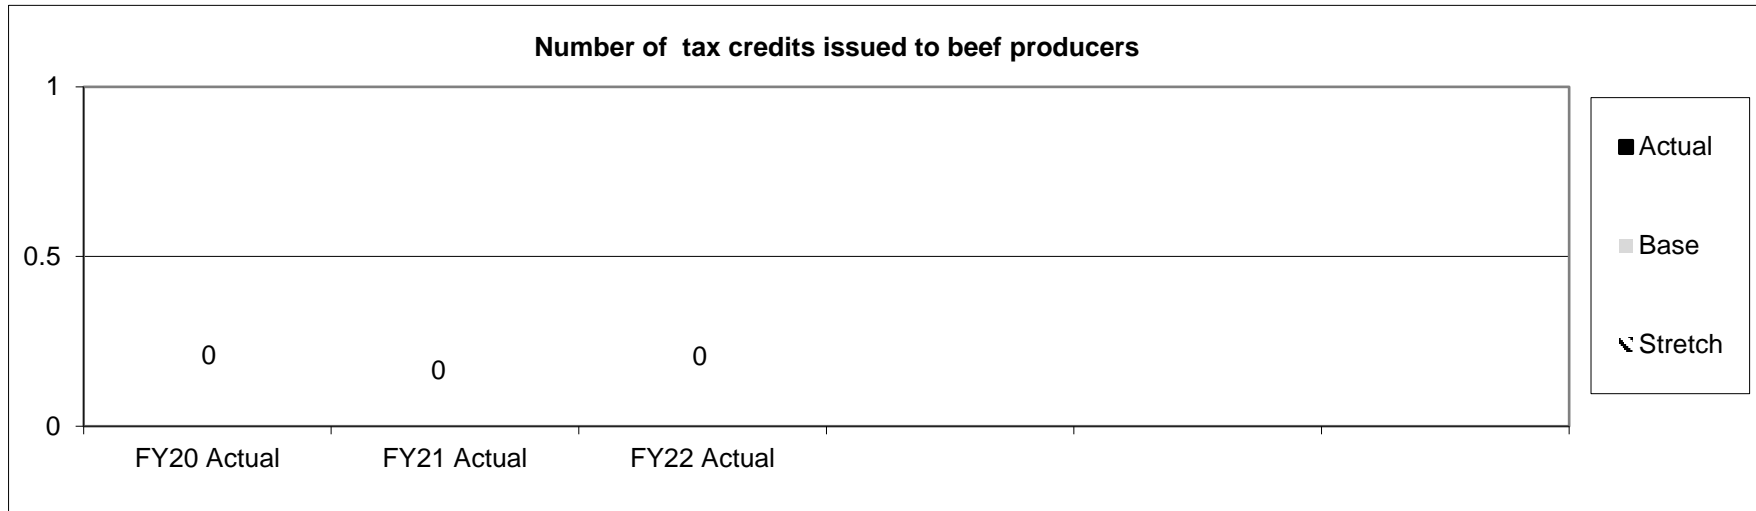 Number of  tax credits issued to beef producers
1
0.5
0
0
0
0
FY20 Actual
FY21 Actual
FY22 Actual
Actual
Base
Stretch